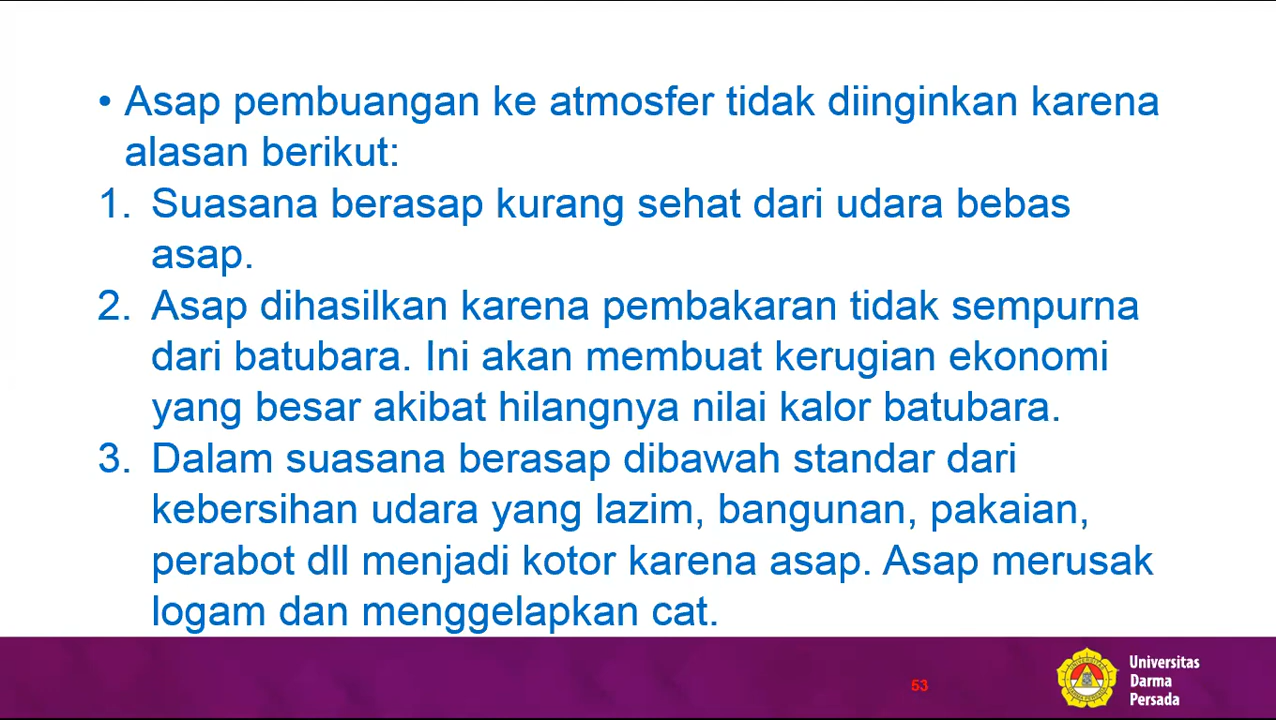 • Asap pembuangan ke atmosfer tidak diinginkan karena
alasan berikut:
1. Suasana berasap kurang sehat dari udara bebas
asap.
2. Asap dihasilkan karena pembakaran tidak sempurna
dari batubara. Ini akan membuat kerugian ekonomi
yang besar akibat hilangnya nilai kalor batubara.
3. Dalam suasana berasap dibawah standar dari
kebersihan udara yang lazim, bangunan, pakaian,
perabot dll menjadi kotor karena asap. Asap merusak
logam dan menggelapkan cat.
53
Universitas
Darma
Persada